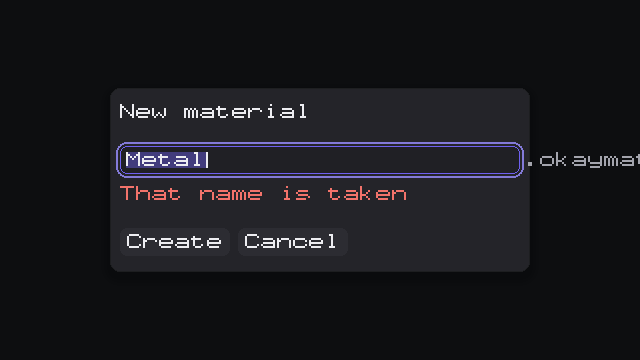 New material
Metal
.okaymat
That name is taken
Create Cancel